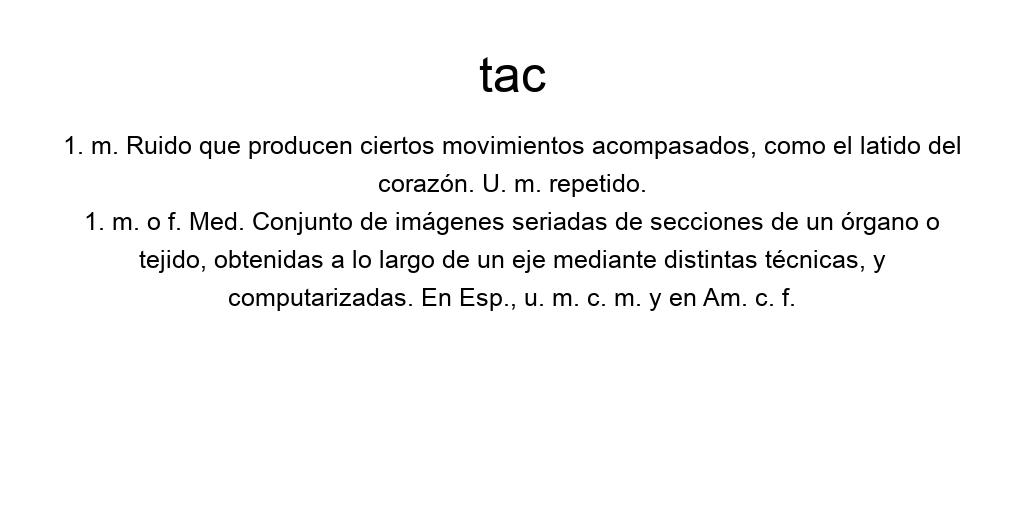 tac
1. m. Ruido que producen ciertos movimientos acompasados, como el latido del
corazón. U. m. repetido.
1. m. o f. Med. Conjunto de imágenes seriadas de secciones de un órgano o
tejido, obtenidas a lo largo de un eje mediante distintas técnicas, y
computarizadas. En Esp., u. m. c. m. y en Am. c. f.